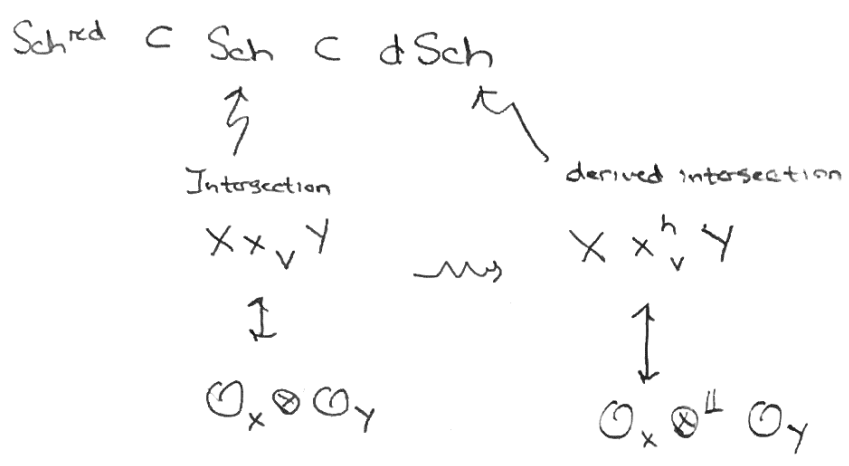 Sch^red ⊂ Sch ⊂ dSch
Intersection derived intersection
X ×_V Y ⇝ X ×^h_V Y
O_X ⊗ O_Y O_X ⊗^𝕃 O_Y